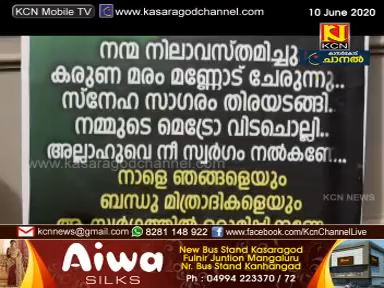 KCN Mobile TV
www.kasaragodchannel.com
10 June 2020
KCN
കാസർകോട്
ചാനൽ
നന്മ നിലാവസ്തമിച്ചു
കരുണ മരം മണ്ണോട് ചേരുന്നു..
സ്നേഹ സാഗരം തിരയടങ്ങി.
നമ്മുടെ മെട്രോ വിടചൊല്ലി..
അല്ലാഹുവെ നീ സ്വർഗം നൽകണേ...
www.kasaragodchannel.com
നാളെ ഞങ്ങളെയും
ബന്ധു മിത്രാദികളെയും
KCN NEWS
kcnnews@gmail.com 8281 148 922 www.facebook.com/KcnChannelLive
Aiwa
SILKS
New Bus Stand Kasaragod
Fulnir Juntion Mangaluru
Nr. Bus Stand Kanhangad
Ph : 04994 223370 / 72